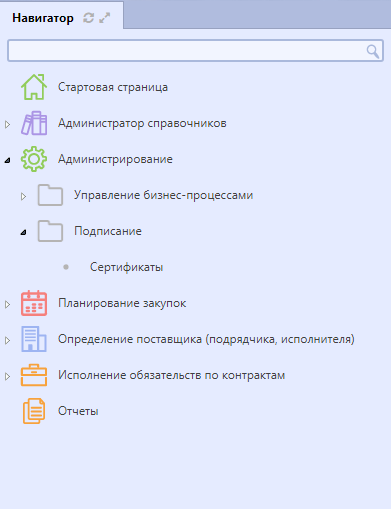 Навигатор
Стартовая страница
Администратор справочников
Администрирование
Управление бизнес-процессами
Подписание
Сертификаты
Планирование закупок
Определение поставщика (подрядчика, исполнителя)
Исполнение обязательств по контрактам
Отчеты